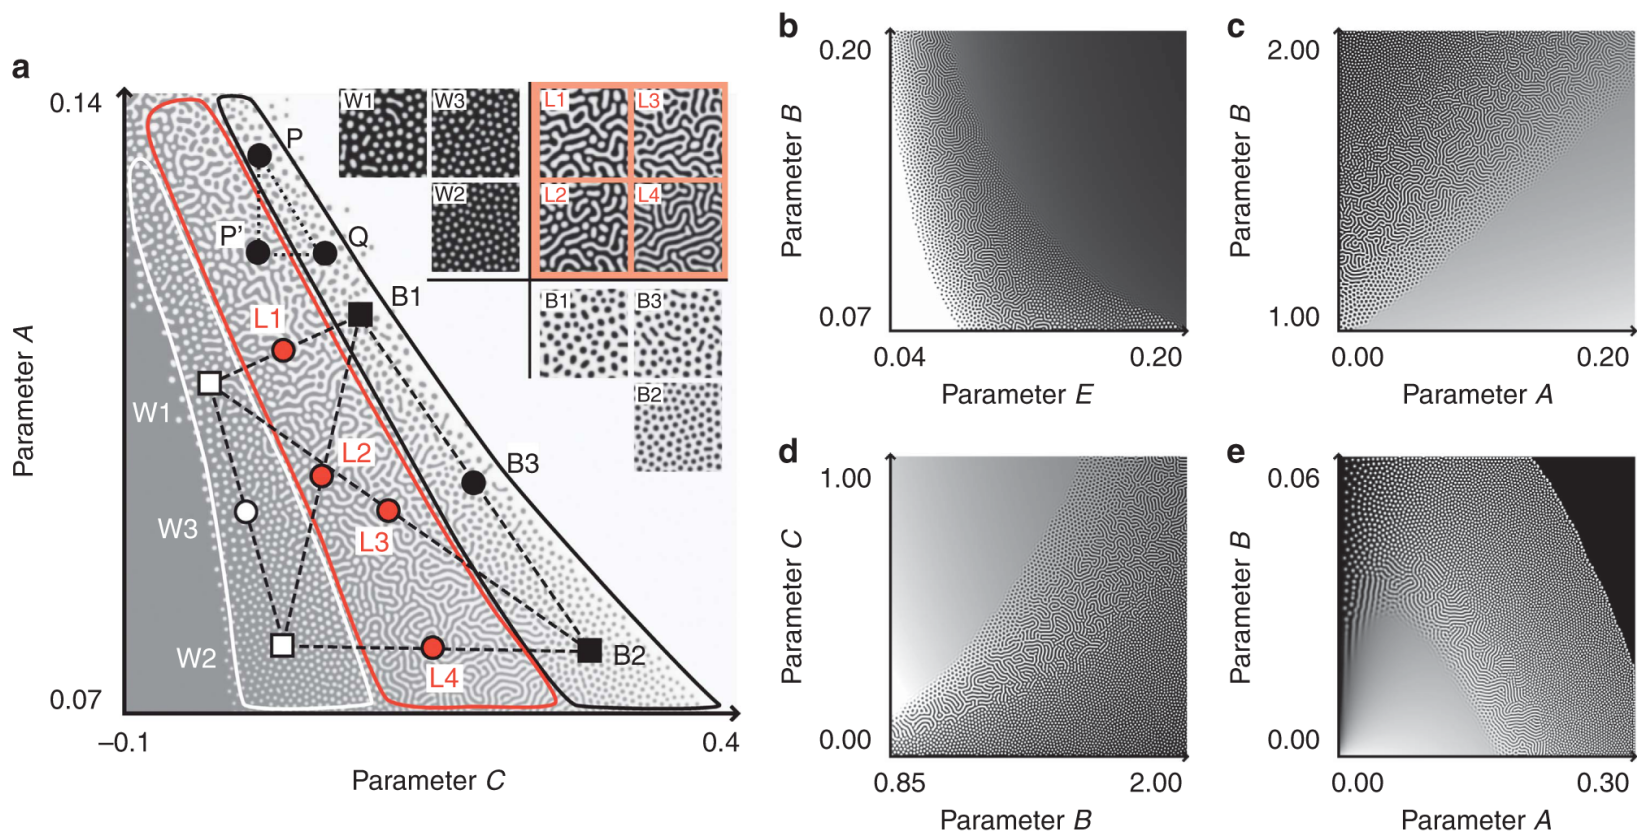 a
0.14
Parameter A
0.07
–0.1
0.4
Parameter C
P
P'
Q
B1
L1
W1
L2
B3
W3
L3
W2
L4
B2
W1
W3
L1
L3
W2
L2
L4
B1
B3
B2
b
0.20
Parameter B
0.07
0.04
0.20
Parameter E
c
2.00
Parameter B
1.00
0.00
0.20
Parameter A
d
1.00
Parameter C
0.00
0.85
2.00
Parameter B
e
0.06
Parameter B
0.00
0.00
0.30
Parameter A